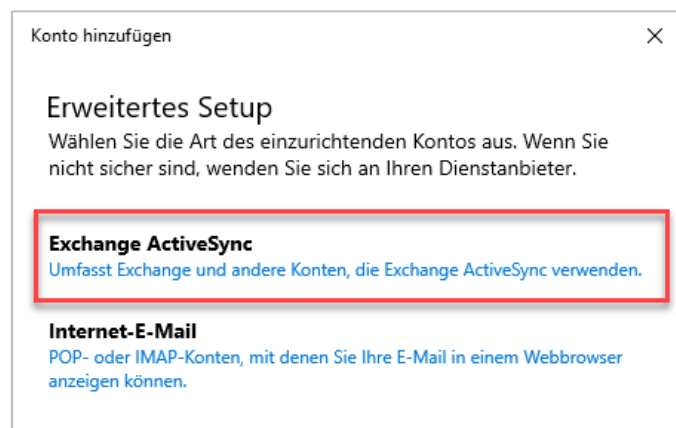 Konto hinzufügen
Erweitertes Setup
Wählen Sie die Art des einzurichtenden Kontos aus. Wenn Sie
nicht sicher sind, wenden Sie sich an Ihren Dienstanbieter.
Exchange ActiveSync
Umfasst Exchange und andere Konten, die Exchange ActiveSync verwenden.
Internet-E-Mail
POP- oder IMAP-Konten, mit denen Sie Ihre E-Mail in einem Webbrowser
anzeigen können.